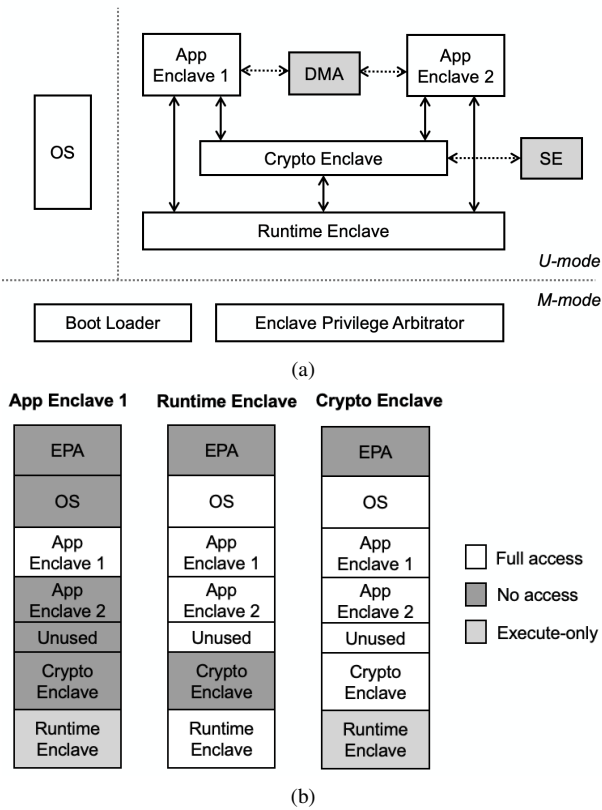 App
Enclave 1
DMA
App
Enclave 2
OS
Crypto Enclave
SE
Runtime Enclave
U-mode
M-mode
Boot Loader
Enclave Privilege Arbitrator
(a)
App Enclave 1
Runtime Enclave
Crypto Enclave
EPA
OS
App
Enclave 1
App
Enclave 2
Unused
Crypto
Enclave
Runtime
Enclave
EPA
OS
App
Enclave 1
App
Enclave 2
Unused
Crypto
Enclave
Runtime
Enclave
EPA
OS
App
Enclave 1
App
Enclave 2
Unused
Crypto
Enclave
Runtime
Enclave
Full access
No access
Execute-only
(b)